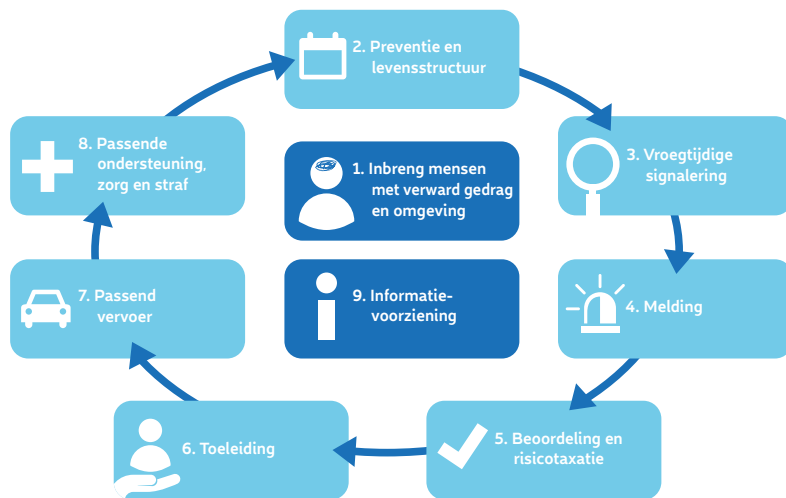 2. Preventie en
levensstructuur
8. Passende
ondersteuning,
zorg en straf
1. Inbreng mensen
met verward gedrag
en omgeving
3. Vroegtijdige
signalering
7. Passend
vervoer
9. Informatie-
voorziening
4. Melding
6. Toeleiding
5. Beoordeling en
risicotaxatie